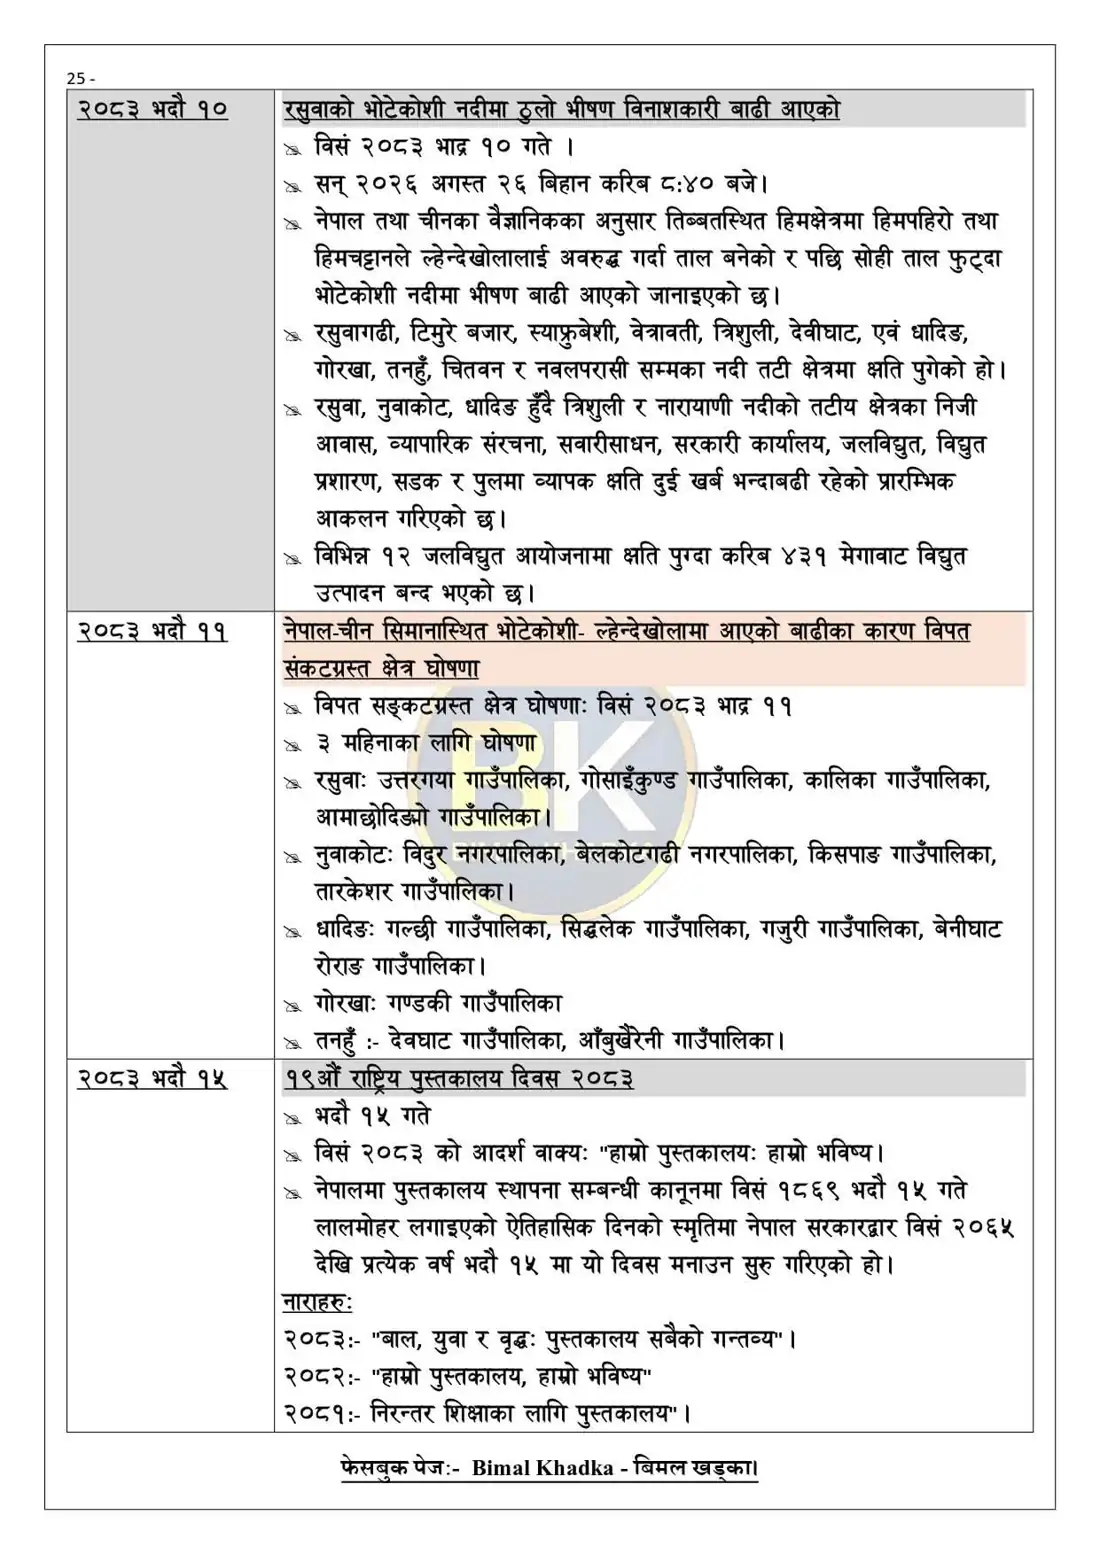 25 -
२०८३ भदौ १०
रसुवाको भोटेकोशी नदीमा ठुलो भीषण विनाशकारी बाढी आएको
विसं २०८३ भाद्र १० गते ।
सन् २०२६ अगस्त २६ बिहान करिब ८:४० बजे।
नेपाल तथा चीनका वैज्ञानिकका अनुसार तिब्बतस्थित हिमक्षेत्रमा हिमपहिरो तथा
हिमचट्टानले ल्हेन्देखोलालाई अवरुद्ध गर्दा ताल बनेको र पछि सोही ताल फुट्दा
भोटेकोशी नदीमा भीषण बाढी आएको जानाइएको छ।
रसुवागढी, टिमुरे बजार, स्याफ्रुबेशी, वेत्रावती, त्रिशुली, देवीघाट, एवं धादिङ,
गोरखा, तनहुँ, चितवन र नवलपरासी सम्मका नदी तटी क्षेत्रमा क्षति पुगेको हो।
रसुवा, नुवाकोट, धादिङ हुँदै त्रिशुली र नारायाणी नदीको तटीय क्षेत्रका निजी
आवास, व्यापारिक संरचना, सवारीसाधन, सरकारी कार्यालय, जलविद्युत, विद्युत
प्रशारण, सडक र पुलमा व्यापक क्षति दुई खर्ब भन्दाबढी रहेको प्रारम्भिक
आकलन गरिएको छ।
विभिन्न १२ जलविद्युत आयोजनामा क्षति पुग्दा करिब ४३१ मेगावाट विद्युत
उत्पादन बन्द भएको छ।
२०८३ भदौ ११
नेपाल-चीन सिमानास्थित भोटेकोशी- ल्हेन्देखोलामा आएको बाढीका कारण विपत
संकटग्रस्त क्षेत्र घोषणा
विपत सङ्कटग्रस्त क्षेत्र घोषणाः विसं २०८३ भाद्र ११
३ महिनाका लागि घोषणा
रसुवाः उत्तरगया गाउँपालिका, गोसाइँकुण्ड गाउँपालिका, कालिका गाउँपालिका,
आमाछोदिङमो गाउँपालिका।
नुवाकोटः विदुर नगरपालिका, बेलकोटगढी नगरपालिका, किसपाङ गाउँपालिका,
तारकेशर गाउँपालिका।
धादिङः गल्छी गाउँपालिका, सिद्धलेक गाउँपालिका, गजुरी गाउँपालिका, बेनीघाट
रोराङ गाउँपालिका।
गोरखाः गण्डकी गाउँपालिका
तनहुँ :- देवघाट गाउँपालिका, आँबुखैरेनी गाउँपालिका।
२०८३ भदौ १५
१९औं राष्ट्रिय पुस्तकालय दिवस २०८३
भदौ १५ गते
विसं २०८३ को आदर्श वाक्यः "हाम्रो पुस्तकालयः हाम्रो भविष्य।
नेपालमा पुस्तकालय स्थापना सम्बन्धी कानूनमा विसं १८६९ भदौ १५ गते
लालमोहर लगाइएको ऐतिहासिक दिनको स्मृतिमा नेपाल सरकारद्वार विसं २०६५
देखि प्रत्येक वर्ष भदौ १५ मा यो दिवस मनाउन सुरु गरिएको हो।
नाराहरुः
२०८३:- "बाल, युवा र वृद्धः पुस्तकालय सबैको गन्तव्य"।
२०८२:- "हाम्रो पुस्तकालय, हाम्रो भविष्य"
२०८१:- निरन्तर शिक्षाका लागि पुस्तकालय"।
BK
फेसबुक पेजः- Bimal Khadka - बिमल खड्का।